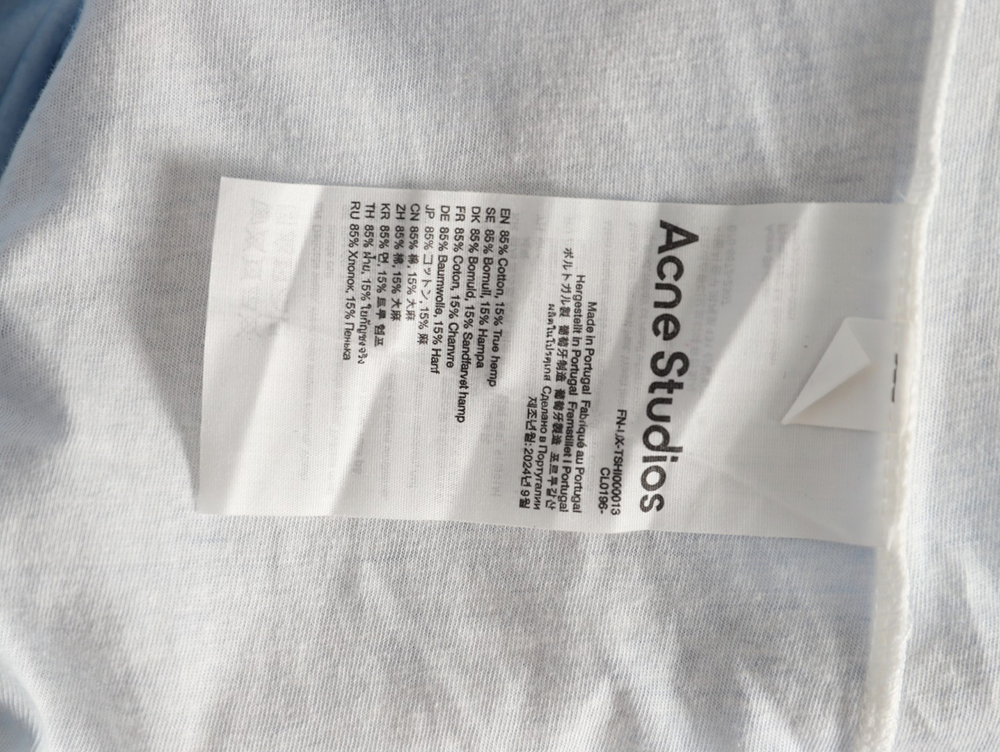 Acne Studios
FN-UX-TSHI000013
CL0196-
Made in Portugal Fabriqué au Portugal
Hergestellt in Portugal Fremstillet i Portugal
ポルトガル製 葡萄牙制造 葡萄牙製造 포르투갈산
ผลิตในโปรตุเกส Сделано в Португалии
제조년월:2024년 9월
EN 85% Cotton, 15% True hemp
SE 85% Bomull, 15% Hampa
DK 85% Bomuld, 15% Sandfarvet hamp
FR 85% Coton, 15% Chanvre
DE 85% Baumwolle, 15% Hanf
JP 85% コットン, 15% 麻
CN 85% 棉, 15% 大麻
ZH 85% 棉, 15% 大麻
KR 85% 면, 15% 트루 헴프
TH 85% ฝ้าย, 15% ใยกัญชงจริง
RU 85% Хлопок, 15% Пенька